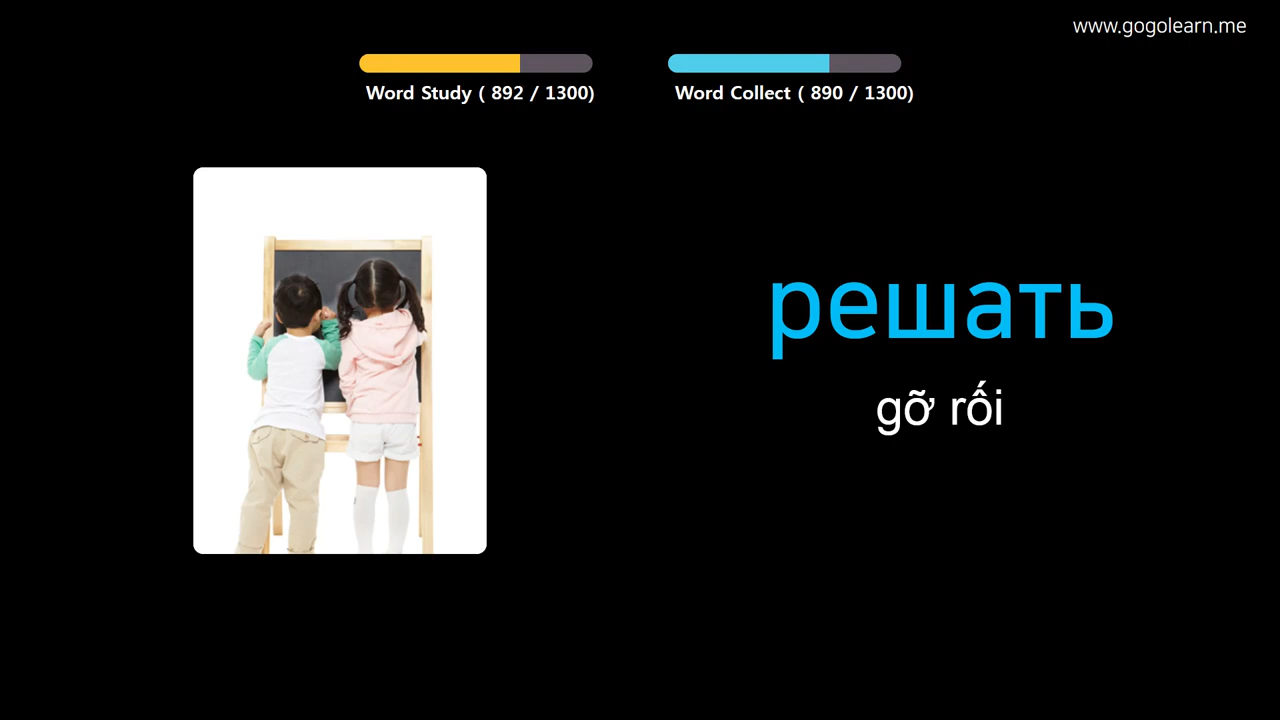 www.gogolearn.me
Word Study ( 892 / 1300)
Word Collect ( 890 / 1300)
решать
gỡ rối